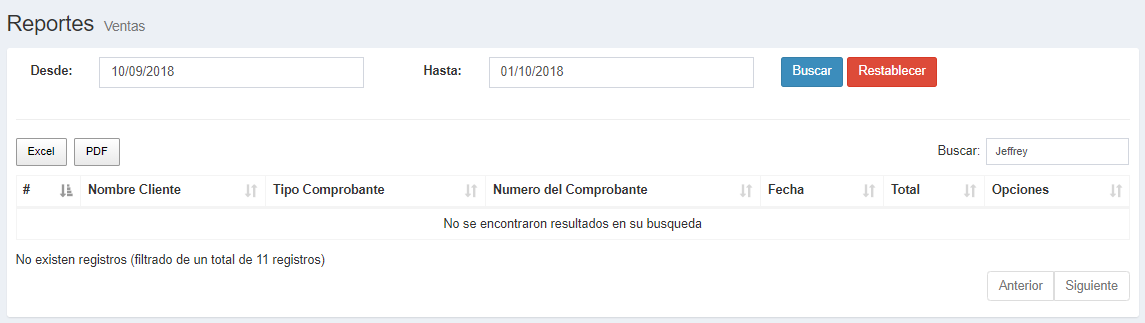 Reportes Ventas
Desde: 10/09/2018 Hasta: 01/10/2018 Buscar Restablecer
Excel PDF Buscar: Jeffrey
# Nombre Cliente Tipo Comprobante Numero del Comprobante Fecha Total Opciones
No se encontraron resultados en su busqueda
No existen registros (filtrado de un total de 11 registros)
Anterior Siguiente